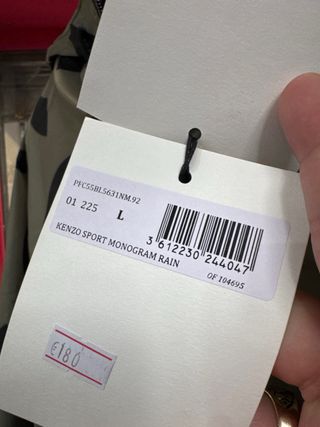 PFC55BL5631NM.92
01 225 L
KENZO SPORT MONOGRAM RAIN
3 612230 244047
OF 104695
€180